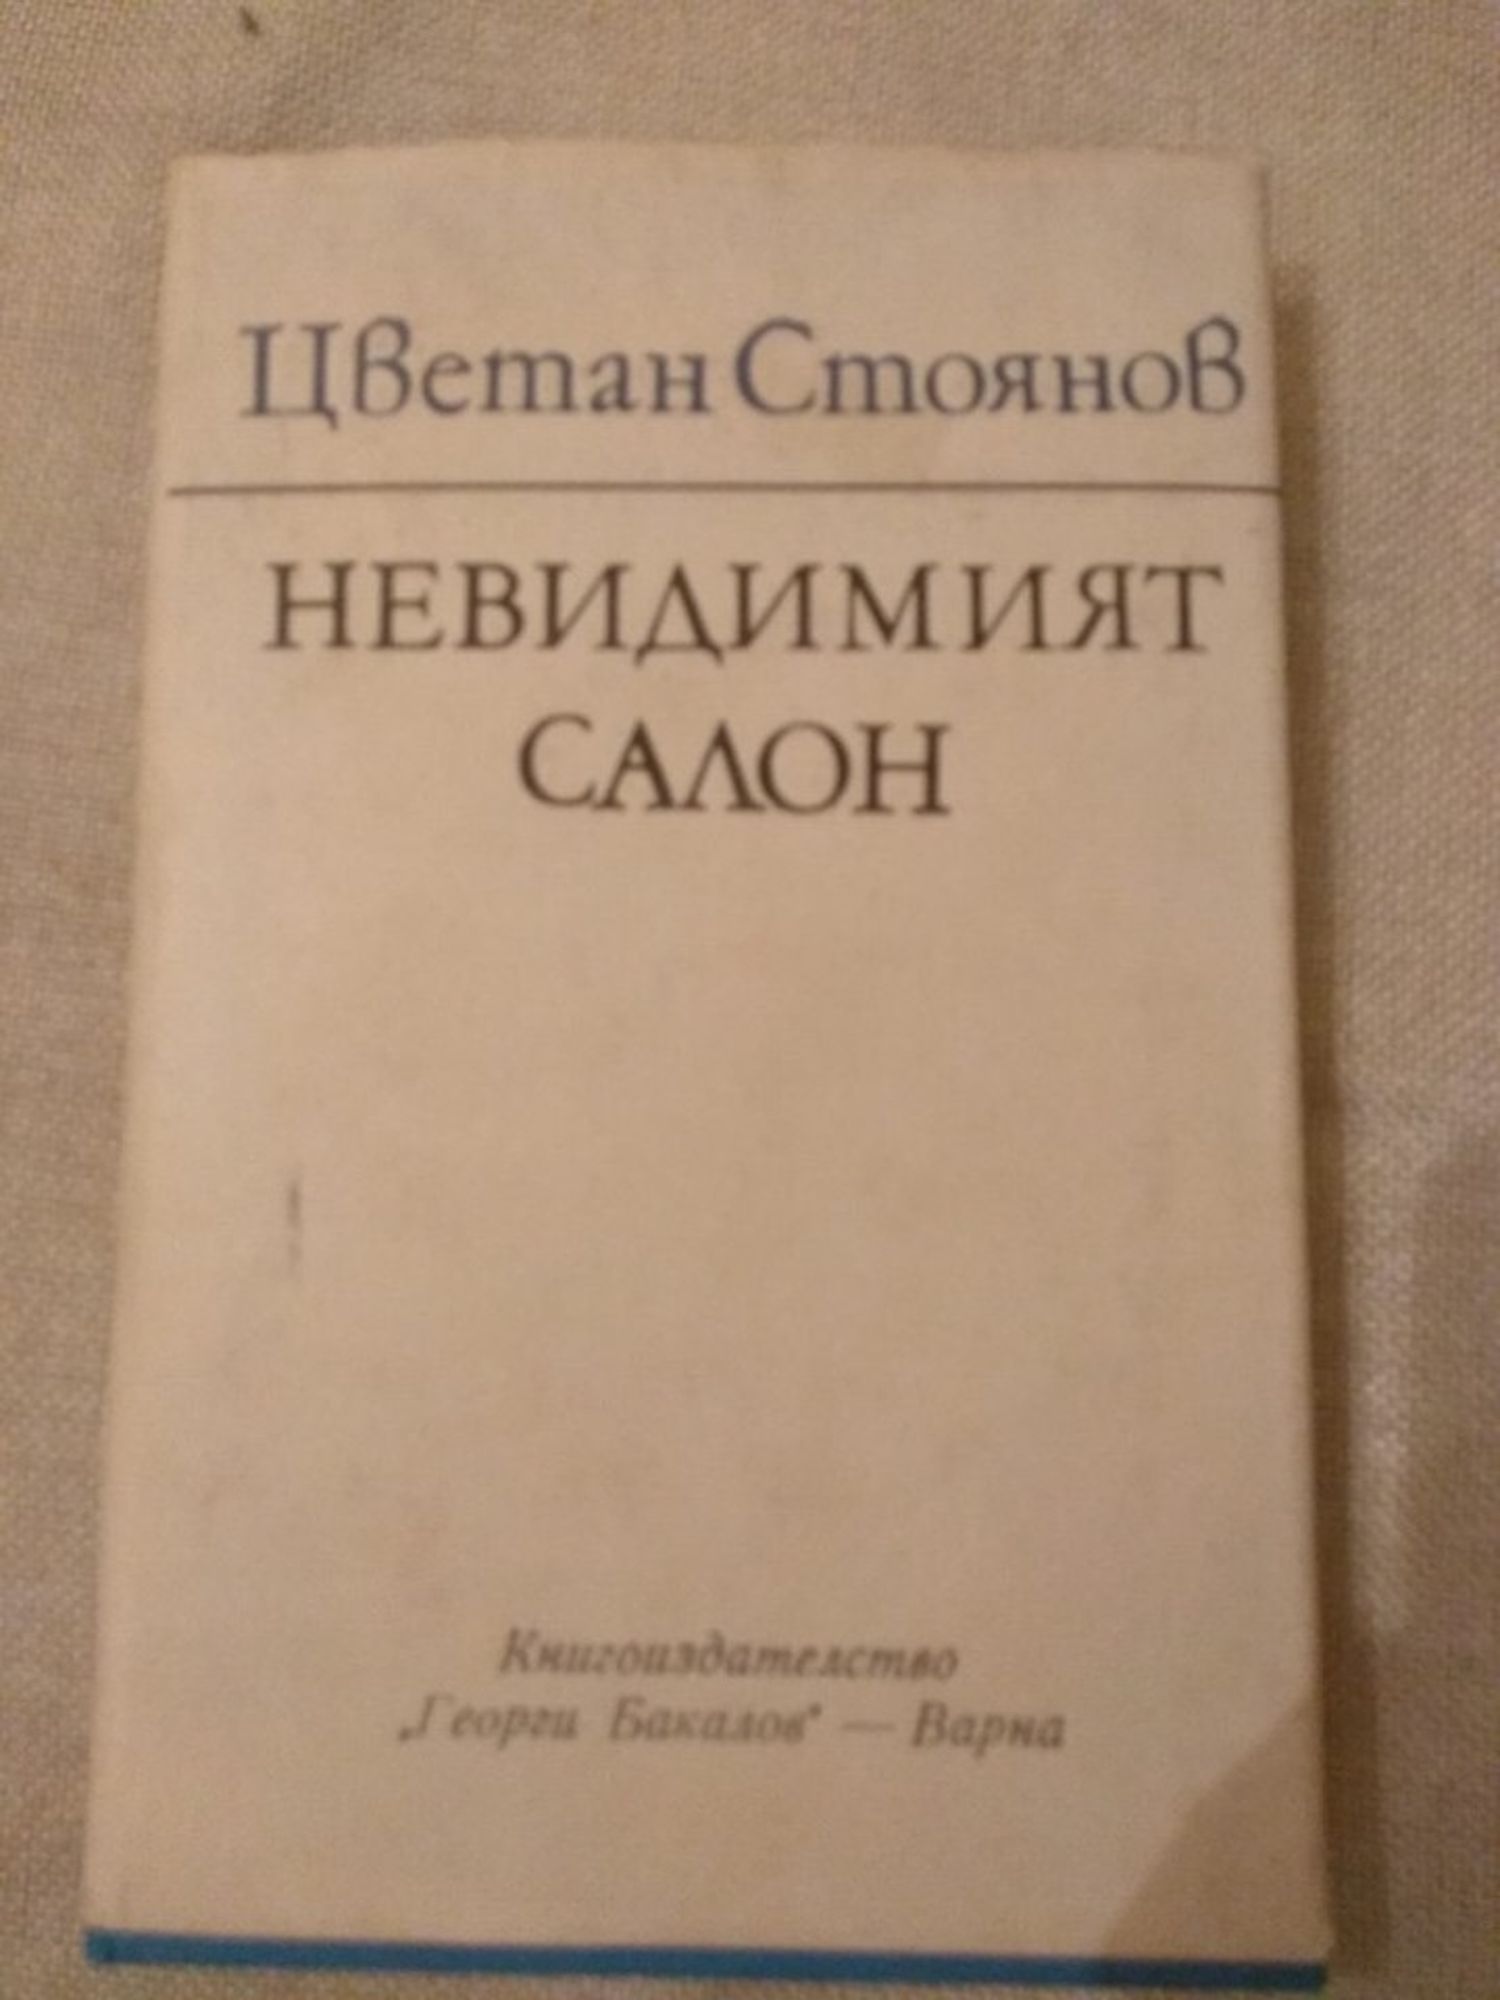 Цветан Стоянов
НЕВИДИМИЯТ
САЛОН
Книгоиздателство
„Георги Бакалов" — Варна